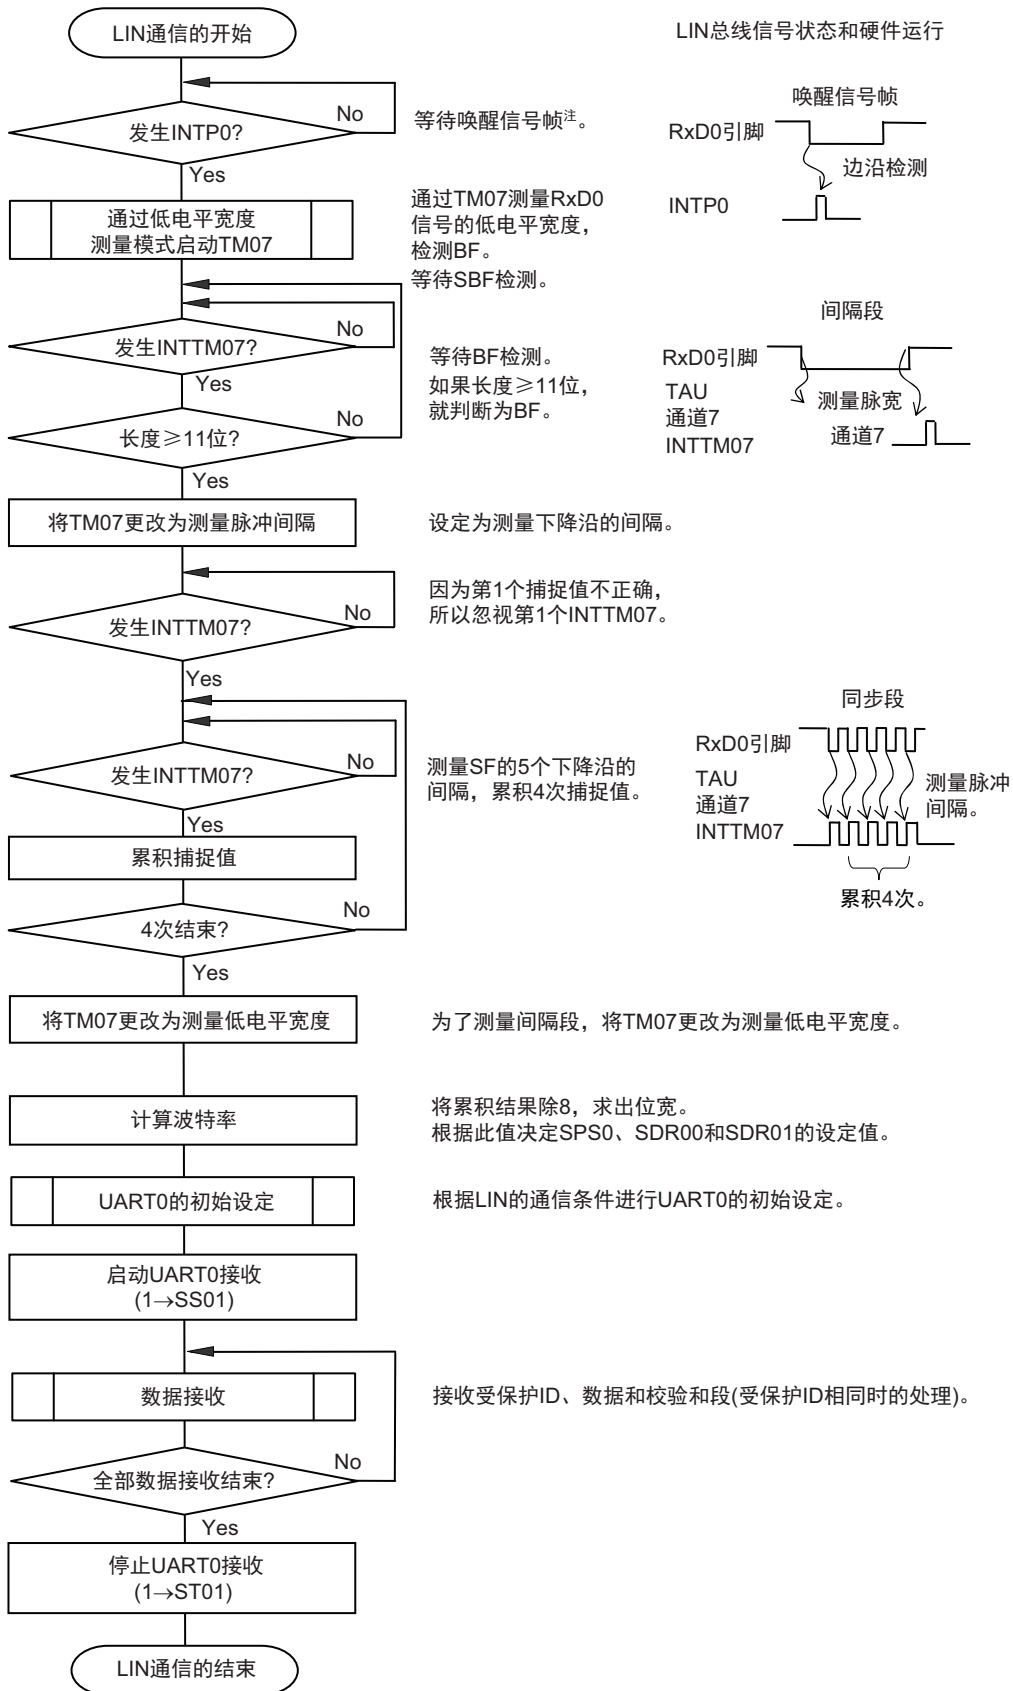 LIN通信的开始
LIN总线信号状态和硬件运行
发生INTP0?
No
Yes
等待唤醒信号帧注。
唤醒信号帧
RxD0引脚
边沿检测
INTP0
通过低电平宽度
测量模式启动TM07
通过TM07测量RxD0
信号的低电平宽度，
检测BF。
等待SBF检测。
发生INTTM07?
No
Yes
等待BF检测。
如果长度≥11位，
就判断为BF。
间隔段
RxD0引脚
TAU
通道7
INTTM07
测量脉宽
通道7
长度≥11位?
No
Yes
将TM07更改为测量脉冲间隔
设定为测量下降沿的间隔。
发生INTTM07?
No
Yes
因为第1个捕捉值不正确，
所以忽视第1个INTTM07。
发生INTTM07?
No
Yes
测量SF的5个下降沿的
间隔，累积4次捕捉值。
同步段
RxD0引脚
TAU
通道7
INTTM07
测量脉冲
间隔。
累积4次。
累积捕捉值
4次结束?
No
Yes
将TM07更改为测量低电平宽度
为了测量间隔段，将TM07更改为测量低电平宽度。
计算波特率
将累积结果除8，求出位宽。
根据此值决定SPS0、SDR00和SDR01的设定值。
UART0的初始设定
根据LIN的通信条件进行UART0的初始设定。
启动UART0接收
(1→SS01)
数据接收
接收受保护ID、数据和校验和段(受保护ID相同时的处理)。
全部数据接收结束?
No
Yes
停止UART0接收
(1→ST01)
LIN通信的结束